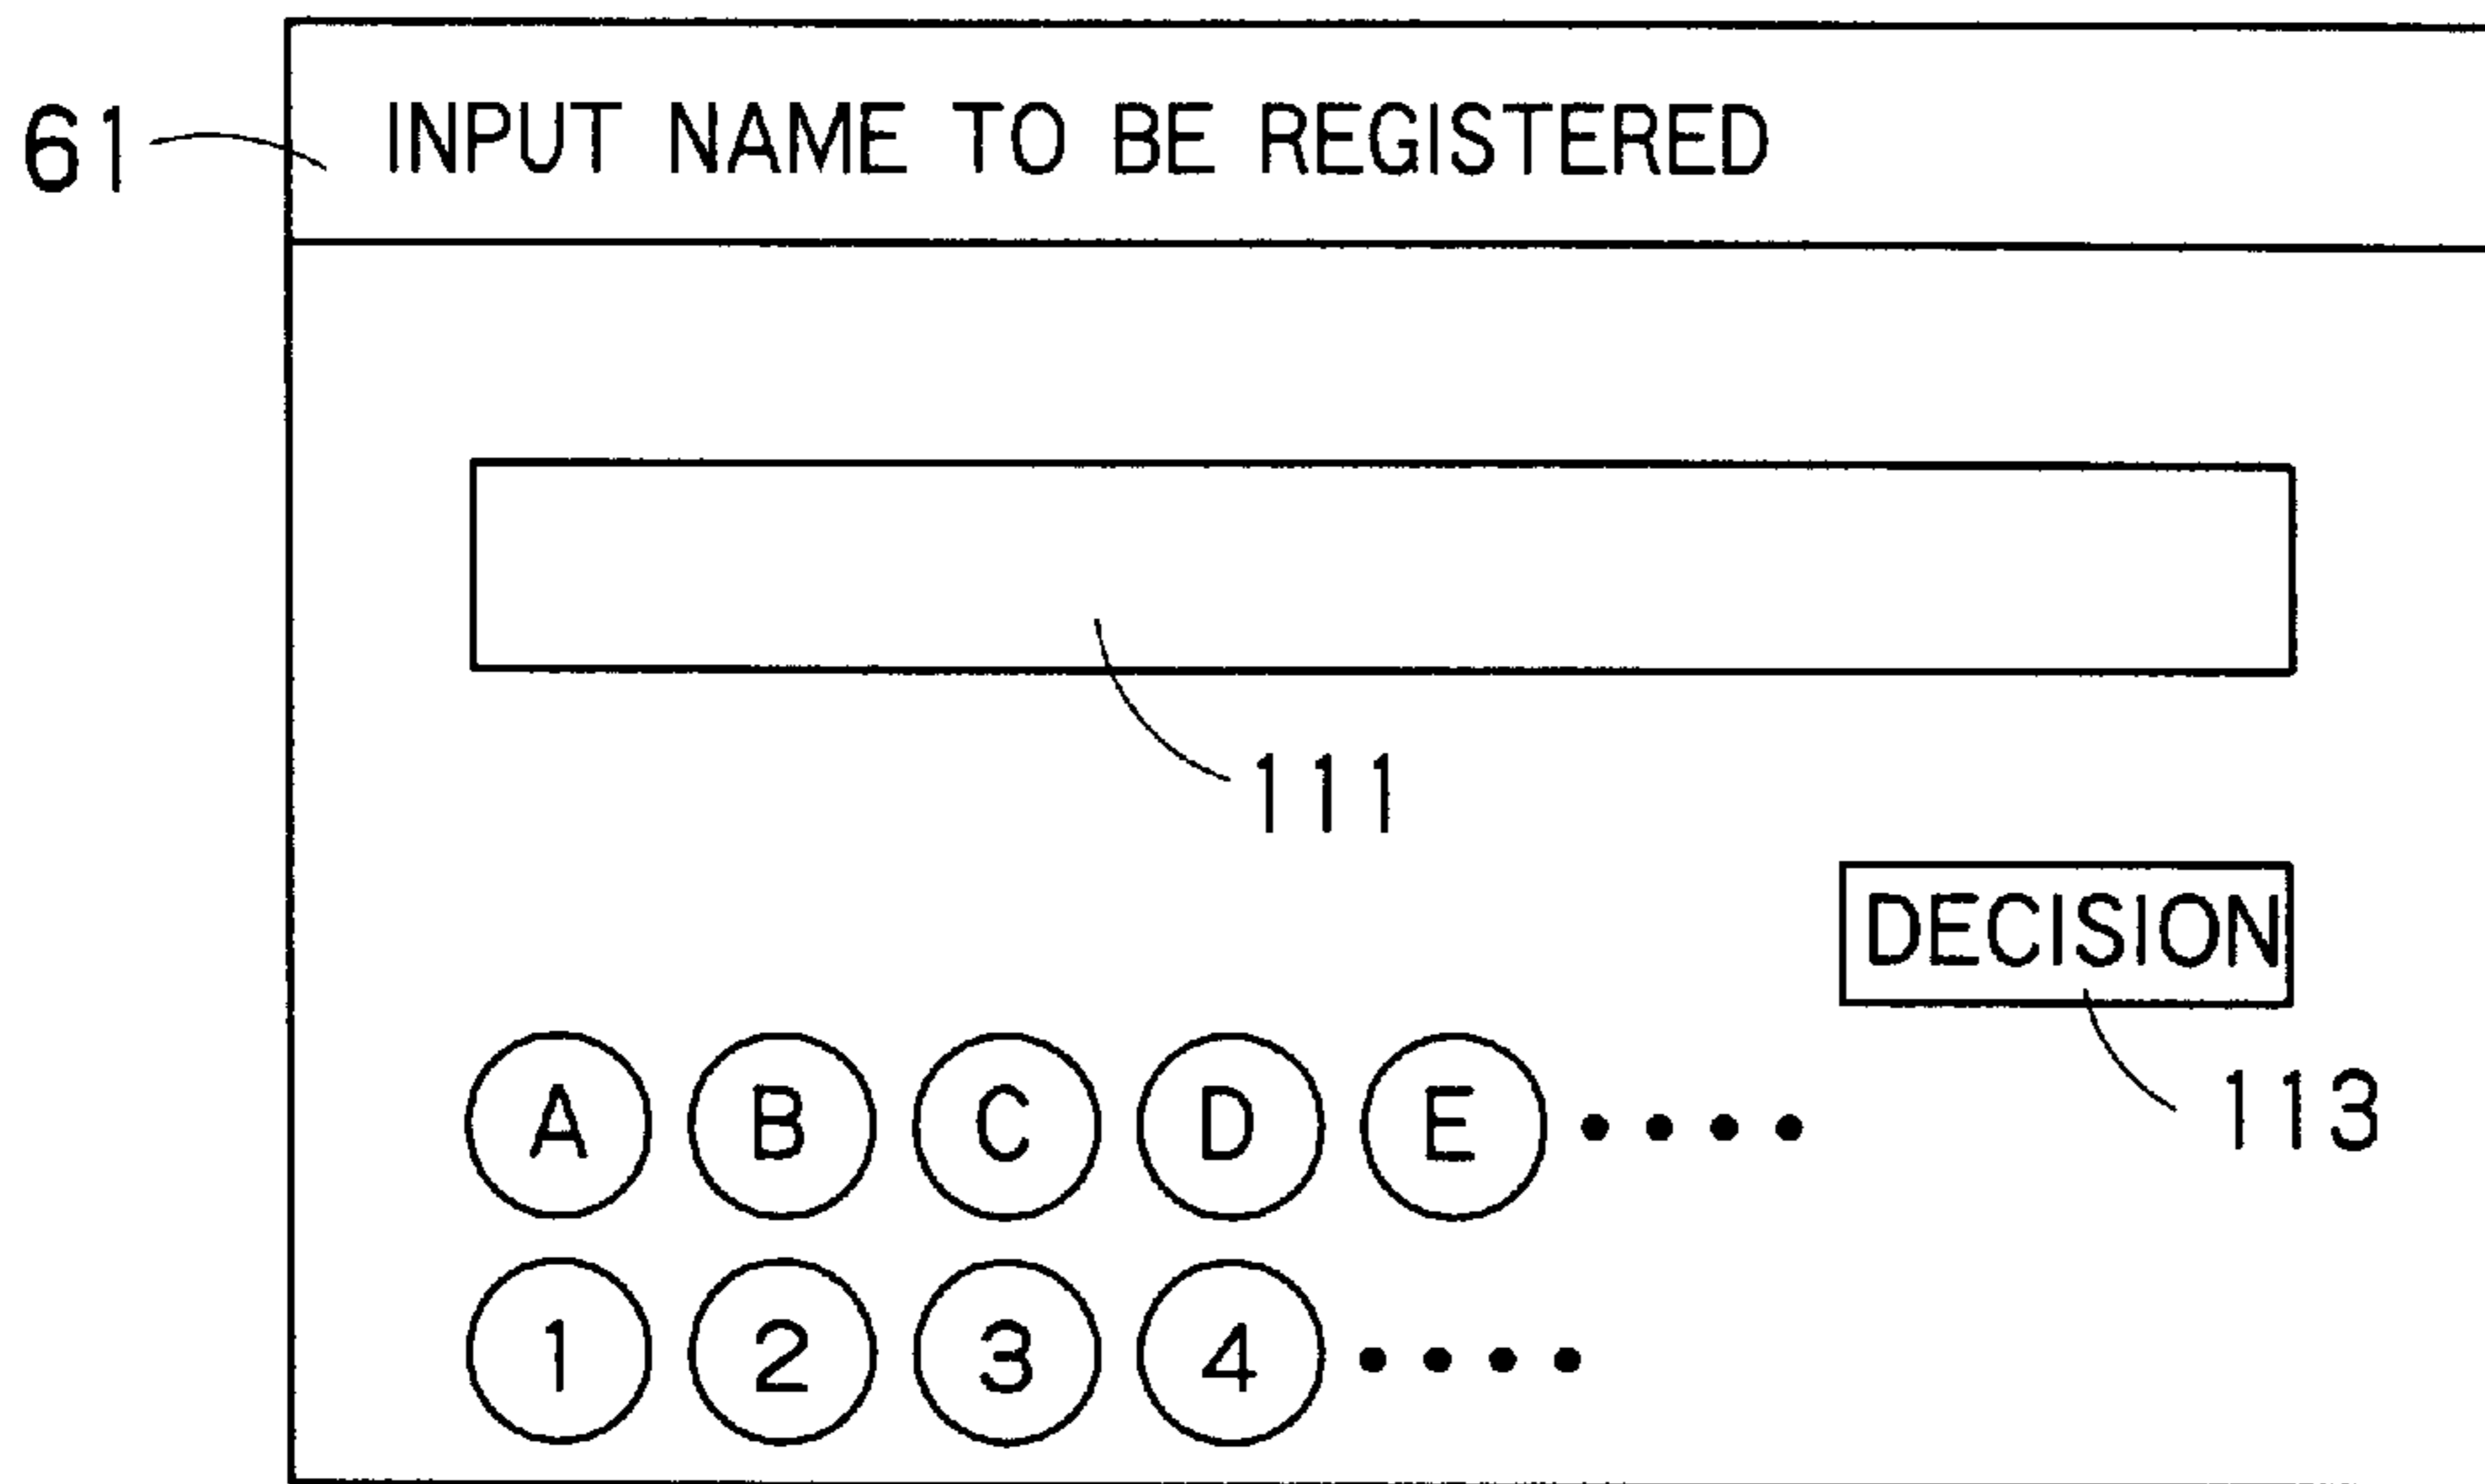 61 INPUT NAME TO BE REGISTERED
111
DECISION
113
A B C D E ••••
1 2 3 4 ••••